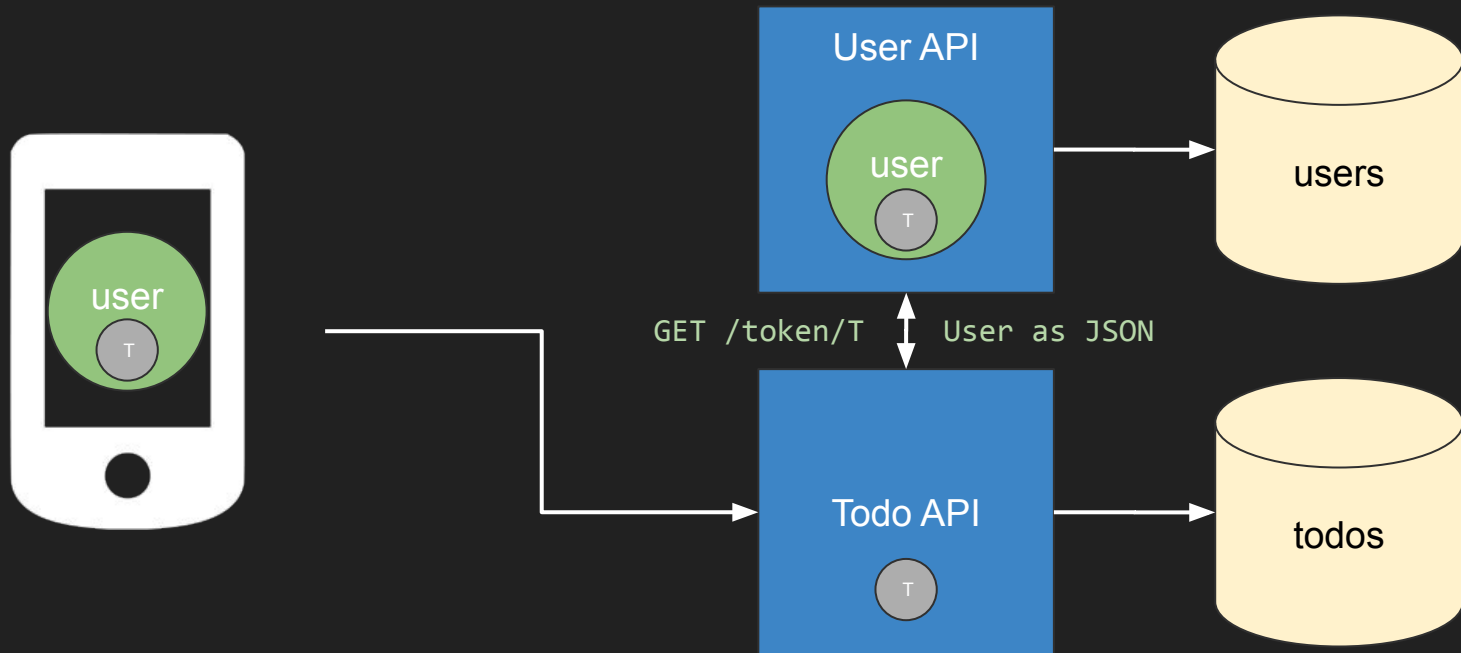 User API
user
T
users
user
T
GET /token/T
User as JSON
Todo API
T
todos